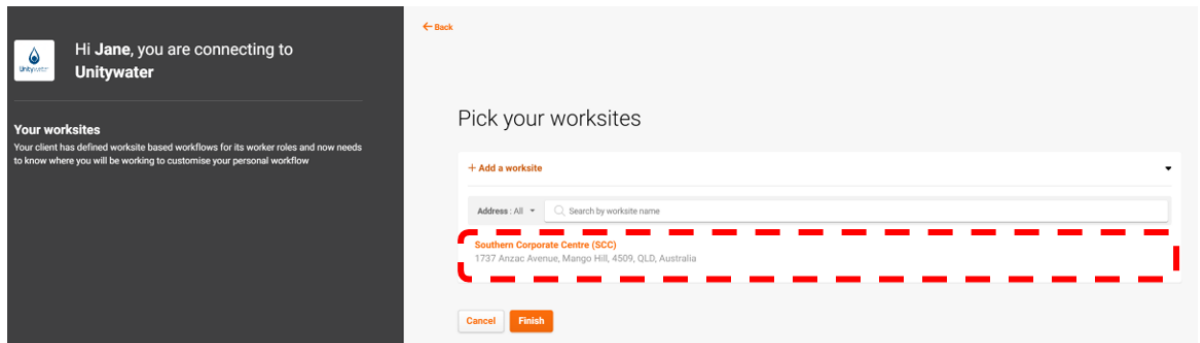 Back
Unitywater
Hi Jane, you are connecting to
Unitywater
Your worksites
Your client has defined worksite based workflows for its worker roles and now needs
to know where you will be working to customise your personal workflow
Pick your worksites
+ Add a worksite
Address : All
Search by worksite name
Southern Corporate Centre (SCC)
1737 Anzac Avenue, Mango Hill, 4509, QLD, Australia
Cancel
Finish